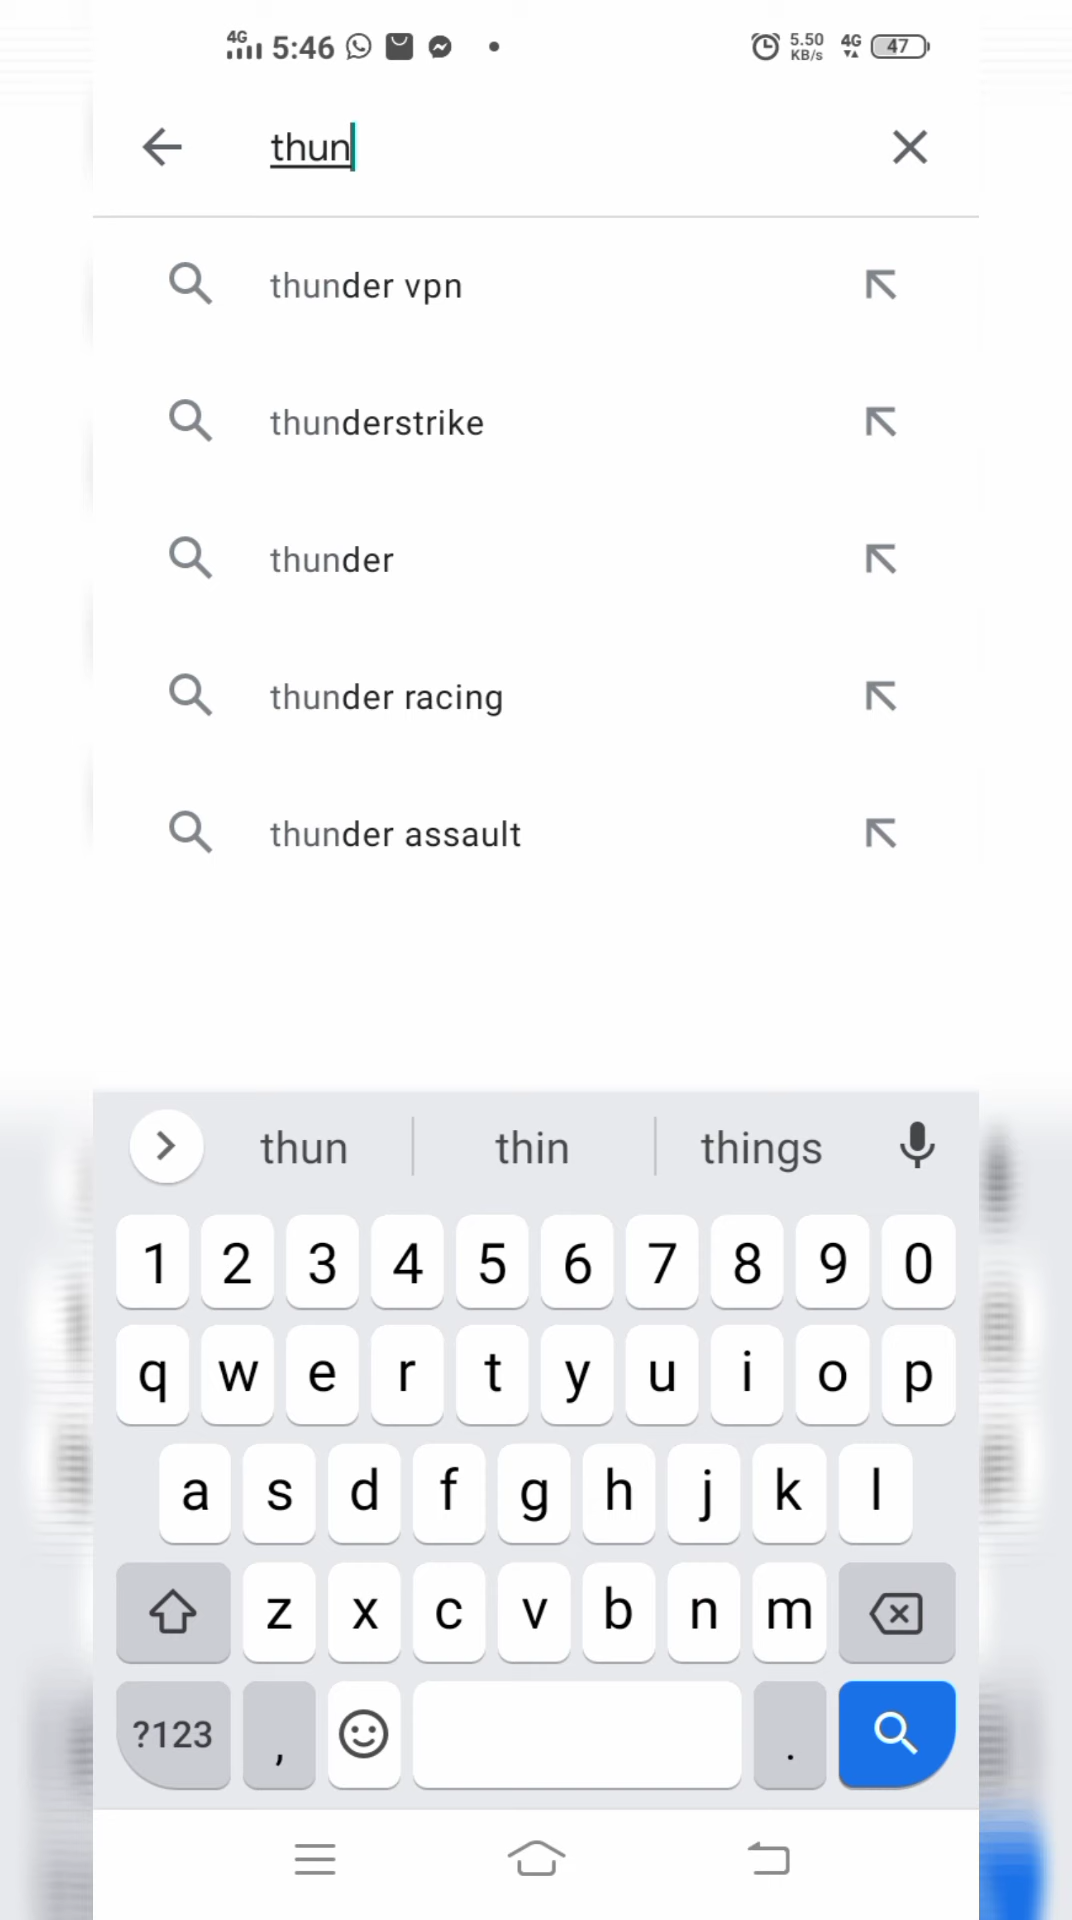 4G 5:46 5.50 KB/s 4G 47
thun
thunder vpn
thunderstrike
thunder
thunder racing
thunder assault
thun thin things
1 2 3 4 5 6 7 8 9 0
q w e r t y u i o p
a s d f g h j k l
z x c v b n m
?123 , .